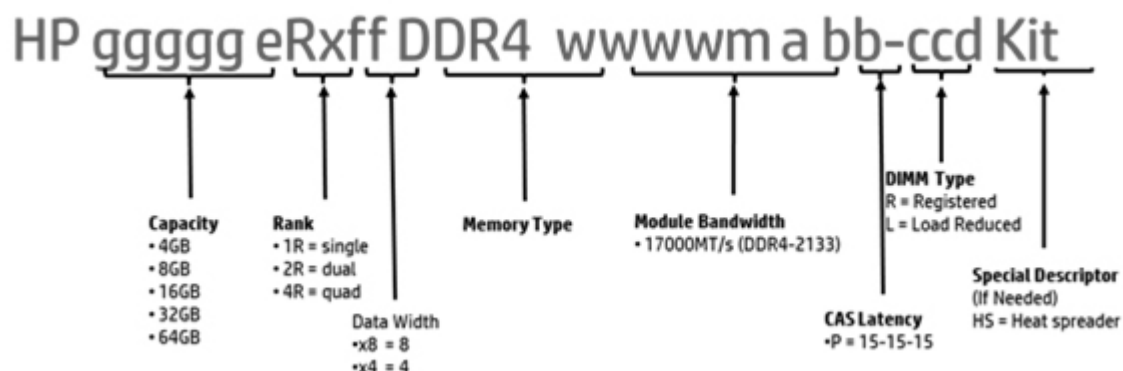 HP ggggg eRxff DDR4 wwwwm a bb-ccd Kit
Capacity
• 4GB
• 8GB
• 16GB
• 32GB
• 64GB
Rank
• 1R = single
• 2R = dual
• 4R = quad
Data Width
•x8 = 8
•x4 = 4
Memory Type
Module Bandwidth
• 17000MT/s (DDR4-2133)
CAS Latency
•P = 15-15-15
DIMM Type
R = Registered
L = Load Reduced
Special Descriptor
(If Needed)
HS = Heat spreader